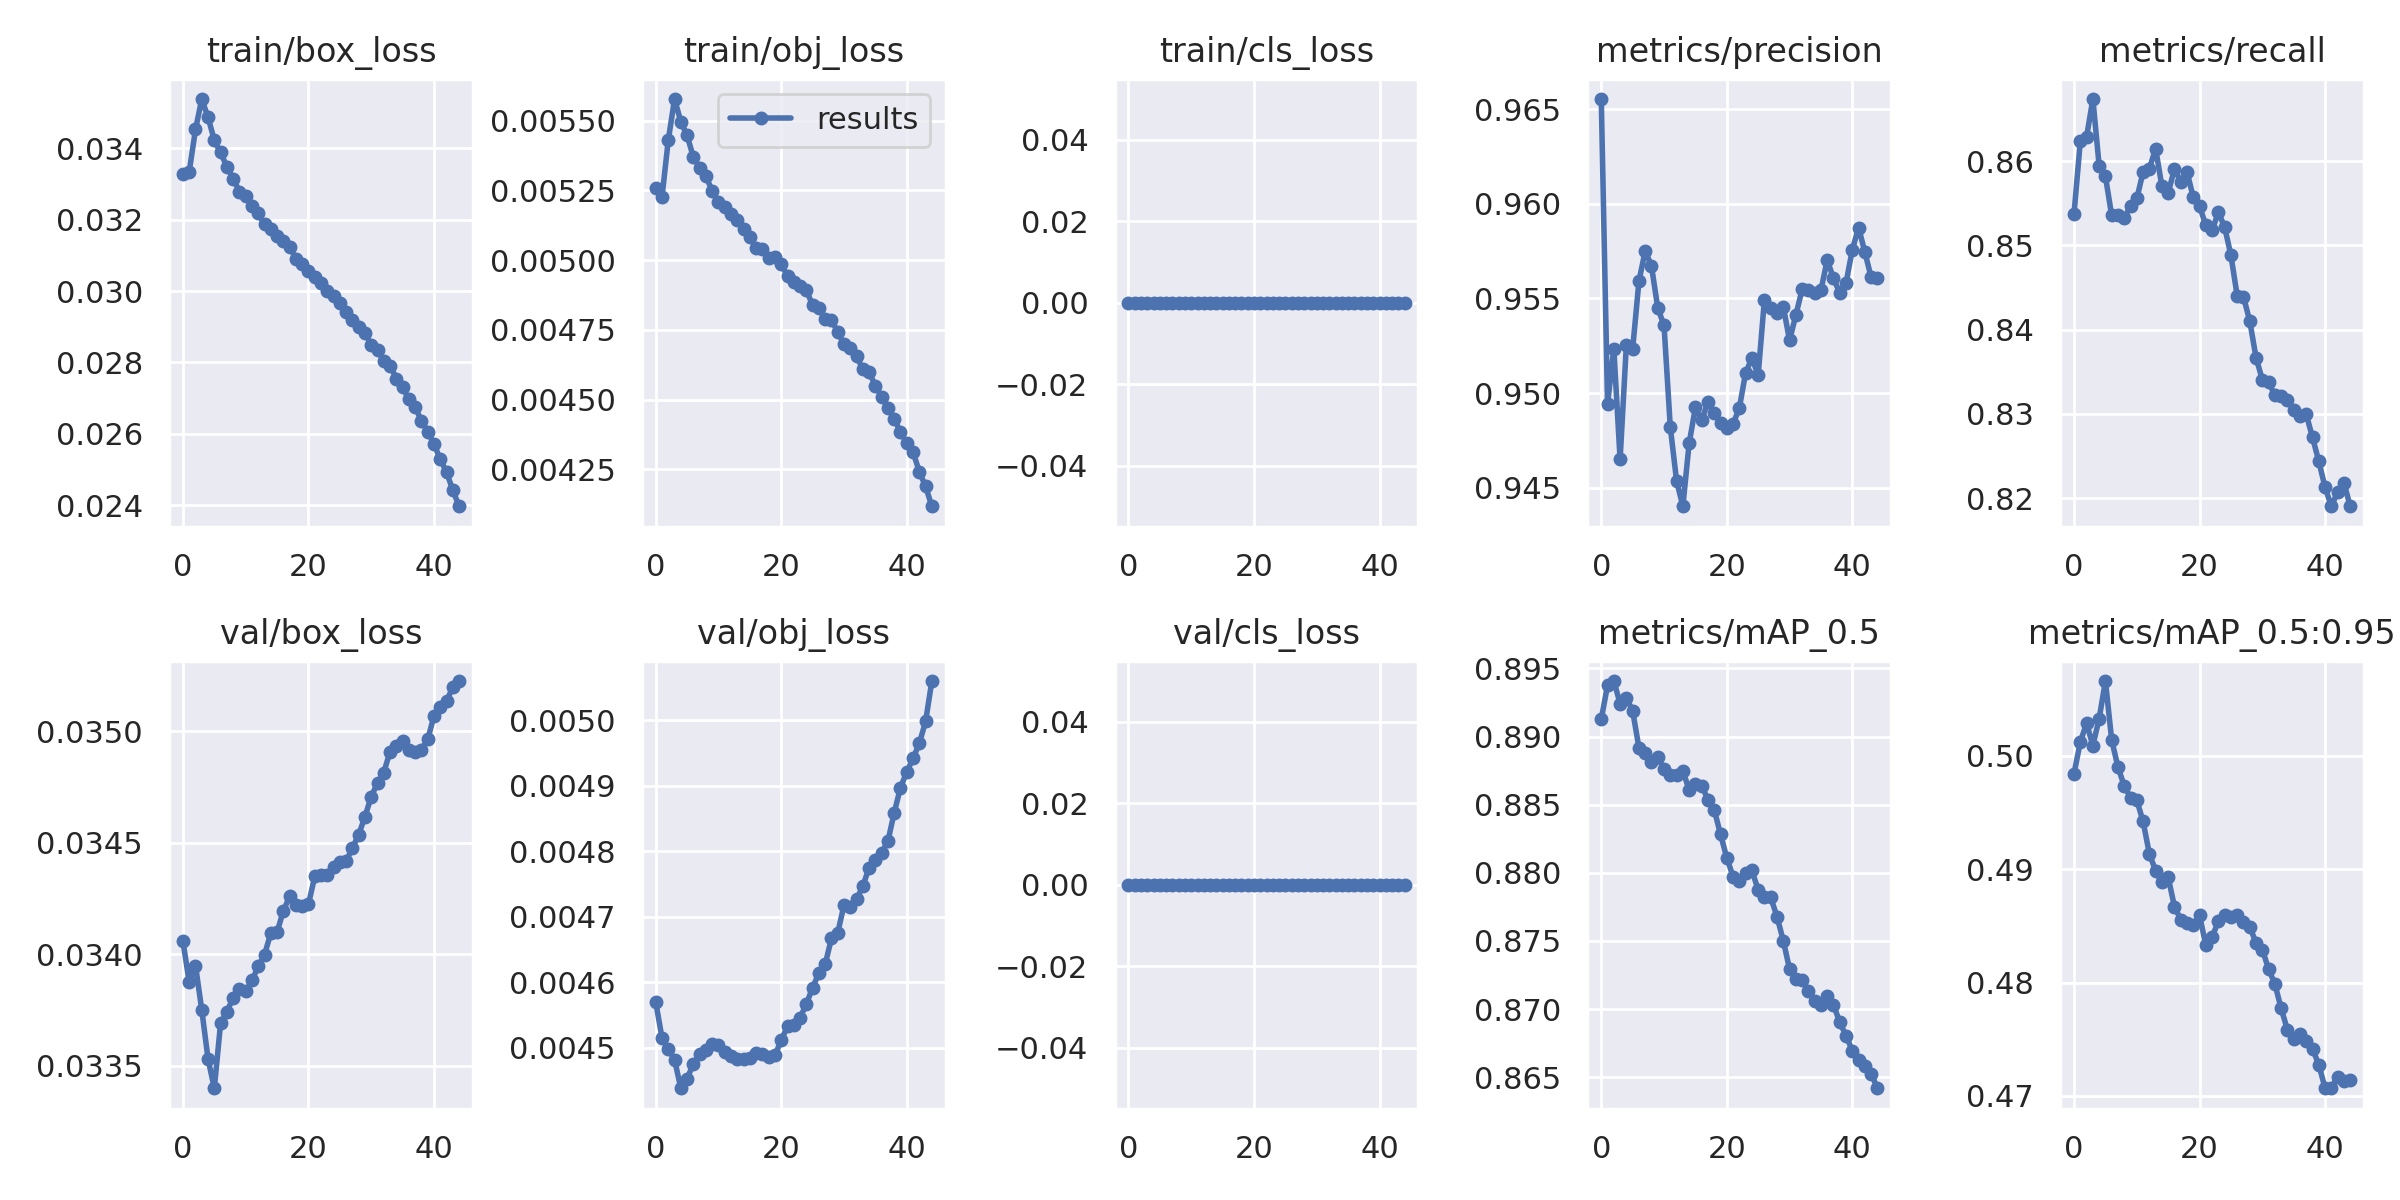 train/box_loss
0.034
0.032
0.030
0.028
0.026
0.024
0 20 40
train/obj_loss
results
0.00550
0.00525
0.00500
0.00475
0.00450
0.00425
0 20 40
train/cls_loss
0.04
0.02
0.00
−0.02
−0.04
0 20 40
metrics/precision
0.965
0.960
0.955
0.950
0.945
0 20 40
metrics/recall
0.86
0.85
0.84
0.83
0.82
0 20 40
val/box_loss
0.0350
0.0345
0.0340
0.0335
0 20 40
val/obj_loss
0.0050
0.0049
0.0048
0.0047
0.0046
0.0045
0 20 40
val/cls_loss
0.04
0.02
0.00
−0.02
−0.04
0 20 40
metrics/mAP_0.5
0.895
0.890
0.885
0.880
0.875
0.870
0.865
0 20 40
metrics/mAP_0.5:0.95
0.50
0.49
0.48
0.47
0 20 40